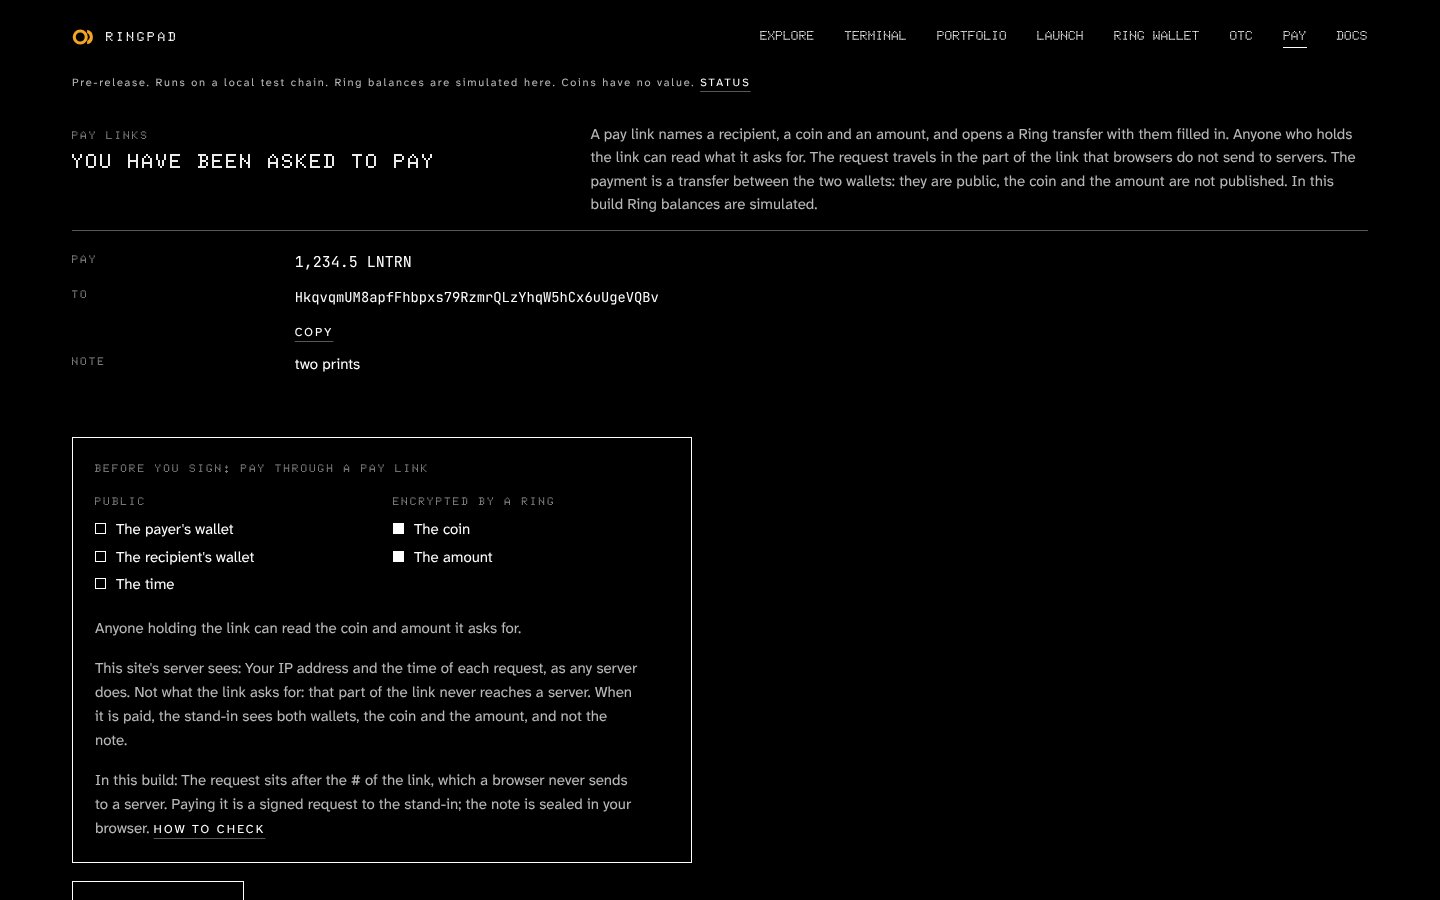 RINGPAD
EXPLORE TERMINAL PORTFOLIO LAUNCH RING WALLET OTC PAY DOCS
Pre-release. Runs on a local test chain. Ring balances are simulated here. Coins have no value. STATUS
PAY LINKS
YOU HAVE BEEN ASKED TO PAY
A pay link names a recipient, a coin and an amount, and opens a Ring transfer with them filled in. Anyone who holds
the link can read what it asks for. The request travels in the part of the link that browsers do not send to servers. The
payment is a transfer between the two wallets: they are public, the coin and the amount are not published. In this
build Ring balances are simulated.
PAY
1,234.5 LNTRN
TO
HkqvqmUM8apfFhbpxs79RzmrQLzYhqW5hCx6uUgeVQBv
COPY
NOTE
two prints
BEFORE YOU SIGN: PAY THROUGH A PAY LINK
PUBLIC
The payer's wallet
The recipient's wallet
The time
ENCRYPTED BY A RING
The coin
The amount
Anyone holding the link can read the coin and amount it asks for.
This site's server sees: Your IP address and the time of each request, as any server
does. Not what the link asks for: that part of the link never reaches a server. When
it is paid, the stand-in sees both wallets, the coin and the amount, and not the
note.
In this build: The request sits after the # of the link, which a browser never sends
to a server. Paying it is a signed request to the stand-in; the note is sealed in your
browser. HOW TO CHECK